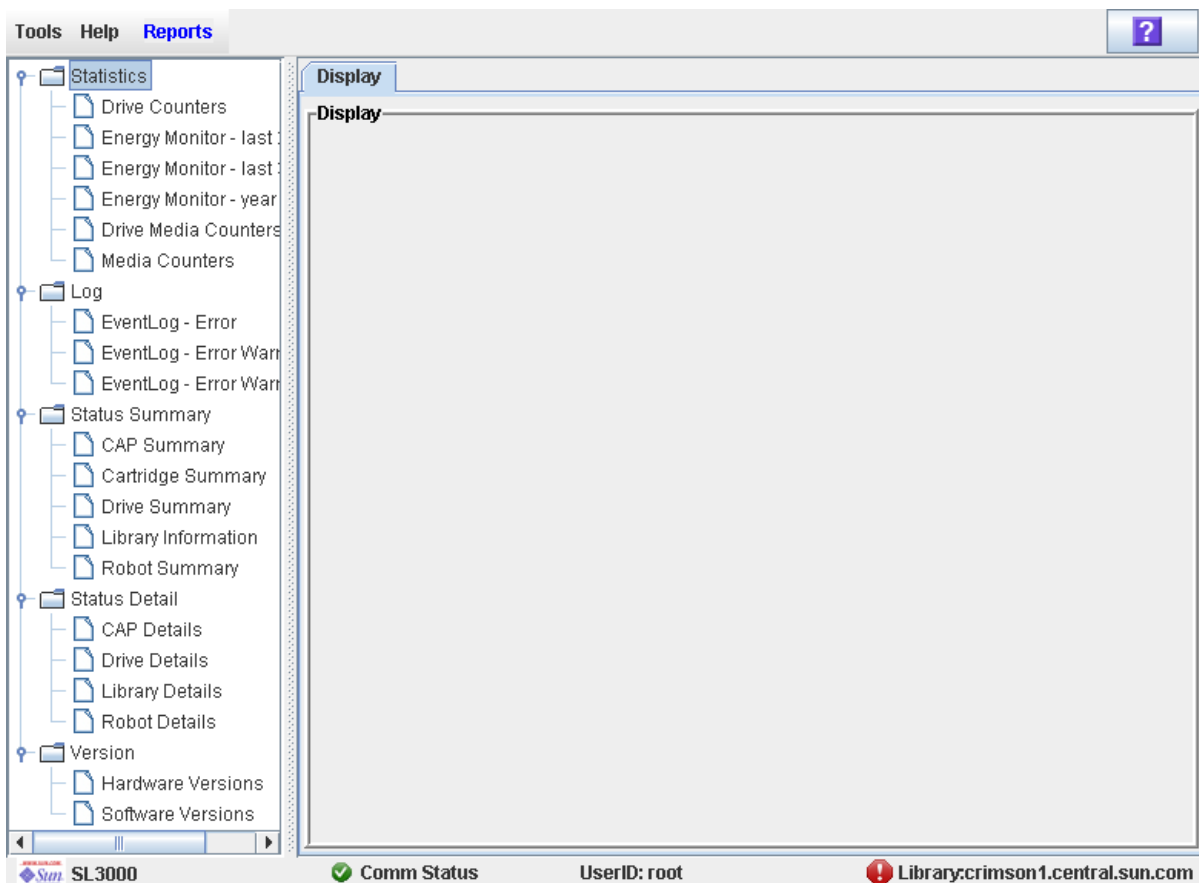 Tools Help Reports
?
Statistics
Drive Counters
Energy Monitor - last
Energy Monitor - last
Energy Monitor - year
Drive Media Counters
Media Counters
Log
EventLog - Error
EventLog - Error Warr
EventLog - Error Warr
Status Summary
CAP Summary
Cartridge Summary
Drive Summary
Library Information
Robot Summary
Status Detail
CAP Details
Drive Details
Library Details
Robot Details
Version
Hardware Versions
Software Versions
Display
Display
Sun SL3000 Comm Status UserID: root Library:crimson1.central.sun.com